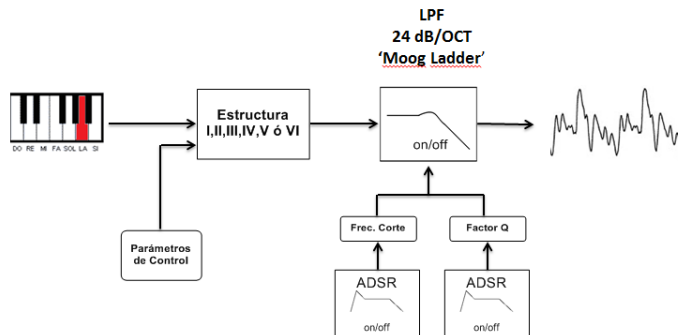 LPF
24 dB/OCT
‘Moog Ladder’
Estructura
I,II,III,IV,V ó VI
on/off
DO RE MI FA SOL LA SI
Frec. Corte
Factor Q
Parámetros
de Control
ADSR
on/off
ADSR
on/off